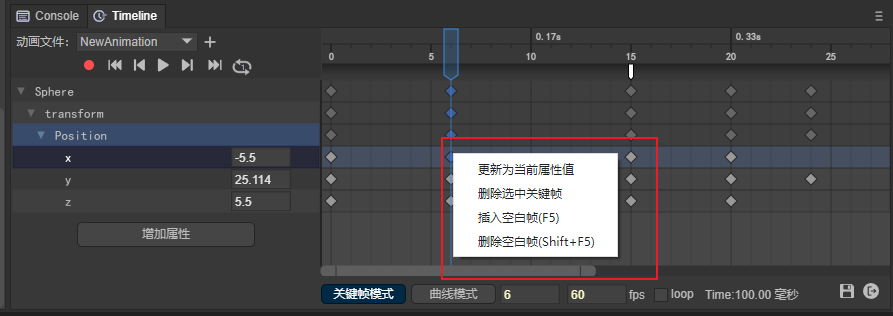 Console Timeline
动画文件: NewAnimation
0.17s 0.33s
0 5 10 15 20 25
Sphere
transform
Position
x -5.5
y 25.114
z 5.5
更新为当前属性值
删除选中关键帧
插入空白帧(F5)
删除空白帧(Shift+F5)
增加属性
关键帧模式 曲线模式 6 60 fps loop Time:100.00 毫秒